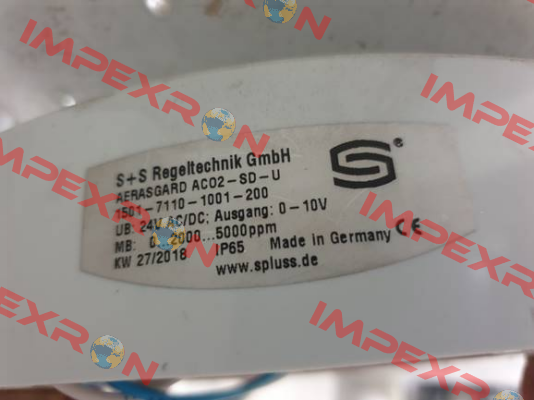 S+S Regeltechnik GmbH
AERASGARD ACO2-SD-U
1501-7110-1001-200
UB: 24V AC/DC; Ausgang: 0-10V
MB: 0...2000...5000ppm
KW 27/2018 IP65 Made in Germany CE
www.spluss.de
S ®
IMPEXRON
IMPEXRON
IMPEXRON
IMPEXRON
IMPEXRON